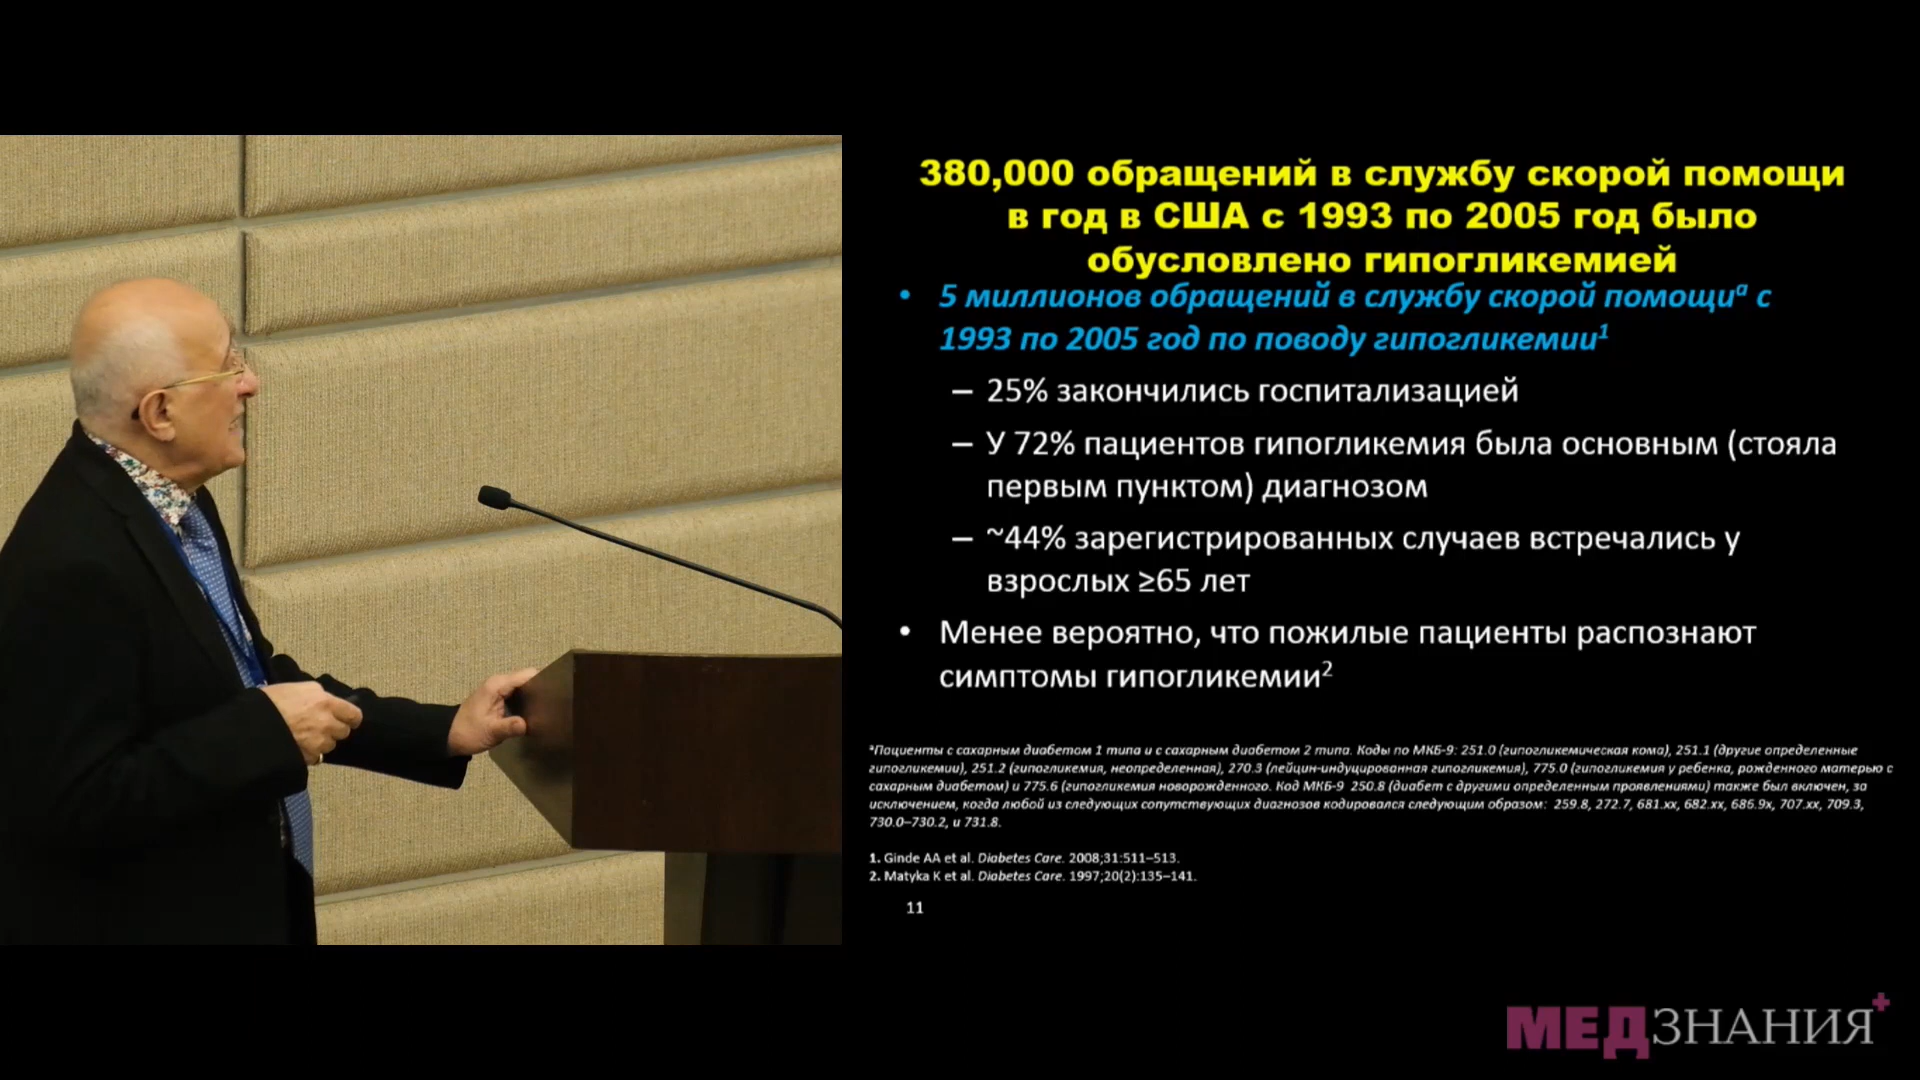 380,000 обращений в службу скорой помощи
в год в США с 1993 по 2005 год было
обусловлено гипогликемией
• 5 миллионов обращений в службу скорой помощиᵃ с
1993 по 2005 год по поводу гипогликемии¹
– 25% закончились госпитализацией
– У 72% пациентов гипогликемия была основным (стояла
первым пунктом) диагнозом
– ~44% зарегистрированных случаев встречались у
взрослых ≥65 лет
• Менее вероятно, что пожилые пациенты распознают
симптомы гипогликемии²
ᵃПациенты с сахарным диабетом 1 типа и с сахарным диабетом 2 типа. Коды по МКБ-9: 251.0 (гипогликемическая кома), 251.1 (другие определенные
гипогликемии), 251.2 (гипогликемия, неопределенная), 270.3 (лейцин-индуцированная гипогликемия), 775.0 (гипогликемия у ребенка, рожденного матерью с
сахарным диабетом) и 775.6 (гипогликемия новорожденного. Код МКБ-9 250.8 (диабет с другими определенным проявлениями) также был включен, за
исключением, когда любой из следующих сопутствующих диагнозов кодировался следующим образом: 259.8, 272.7, 681.xx, 682.xx, 686.9x, 707.xx, 709.3,
730.0–730.2, и 731.8.
1. Ginde AA et al. Diabetes Care. 2008;31:511–513.
2. Matyka K et al. Diabetes Care. 1997;20(2):135–141.
11
МЕДЗНАНИЯ+